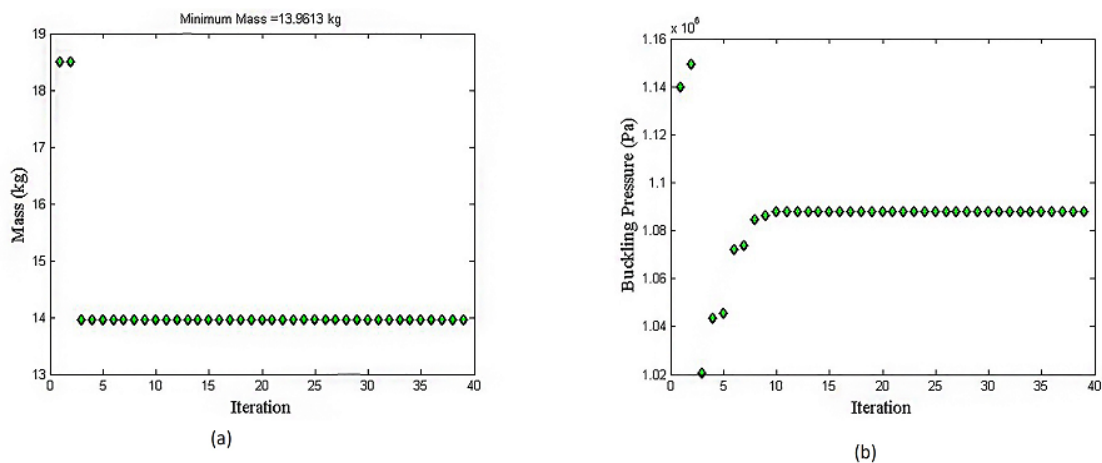 Minimum Mass =13.9613 kg
19
18
17
16
15
14
13
Mass (kg)
0 5 10 15 20 25 30 35 40
Iteration
(a)
x 10^6
1.16
1.14
1.12
1.1
1.08
1.06
1.04
1.02
Buckling Pressure (Pa)
0 5 10 15 20 25 30 35 40
Iteration
(b)